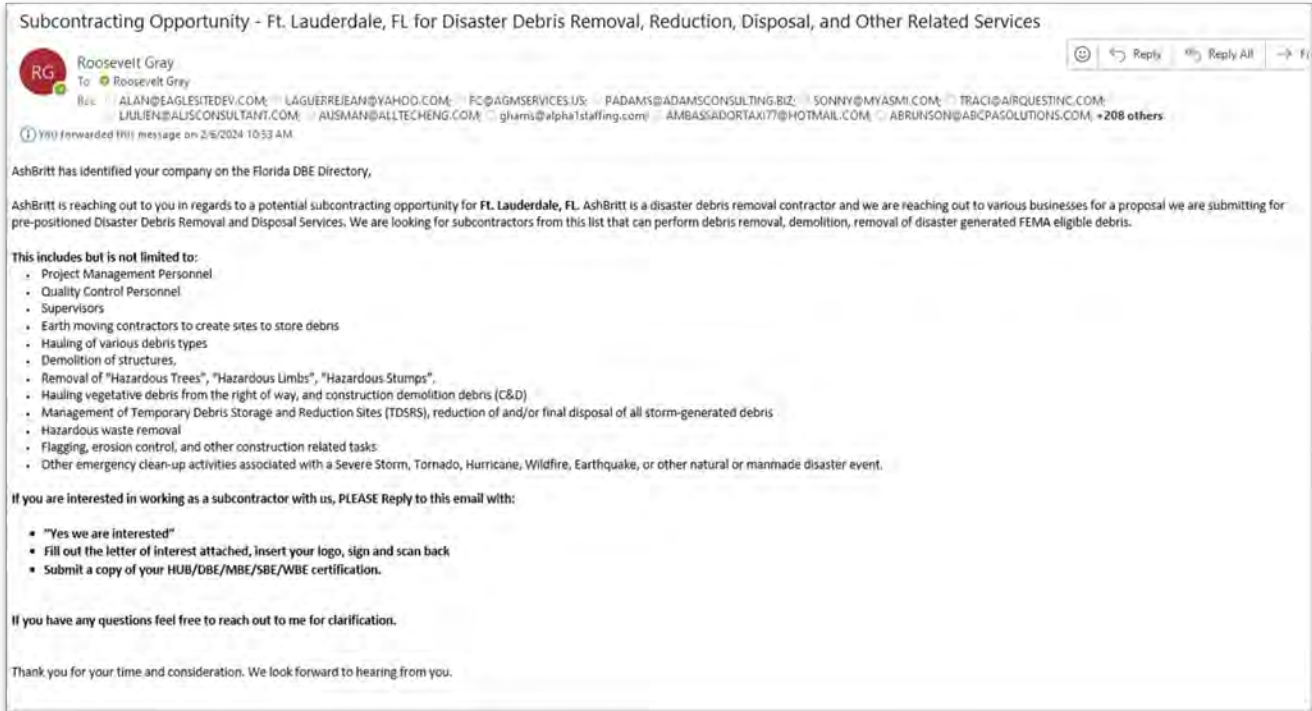 Subcontracting Opportunity - Ft. Lauderdale, FL for Disaster Debris Removal, Reduction, Disposal, and Other Related Services
RG
Roosevelt Gray
To Roosevelt Gray
Reply
Reply All
Bcc ALAN@EAGLESITEDEV.COM; LAGUERREJEAN@YAHOO.COM; FC@AGMSERVICES.US; PADAMS@ADAMSCONSULTING.BIZ; SONNY@MYASMI.COM; TRACI@AIRQUESTINC.COM;
LJULIEN@ALISCONSULTANT.COM; AUSMAN@ALLTECHENG.COM; ghams@alpha1staffing.com; AMBASSADORTAXI77@HOTMAIL.COM; ABRUNSON@ABCPASOLUTIONS.COM; +208 others
You forwarded this message on 2/6/2024 10:53 AM.
AshBritt has identified your company on the Florida DBE Directory,
AshBritt is reaching out to you in regards to a potential subcontracting opportunity for Ft. Lauderdale, FL. AshBritt is a disaster debris removal contractor and we are reaching out to various businesses for a proposal we are submitting for
pre-positioned Disaster Debris Removal and Disposal Services. We are looking for subcontractors from this list that can perform debris removal, demolition, removal of disaster generated FEMA eligible debris.
This includes but is not limited to:
• Project Management Personnel
• Quality Control Personnel
• Supervisors
• Earth moving contractors to create sites to store debris
• Hauling of various debris types
• Demolition of structures,
• Removal of "Hazardous Trees", "Hazardous Limbs", "Hazardous Stumps",
• Hauling vegetative debris from the right of way, and construction demolition debris (C&D)
• Management of Temporary Debris Storage and Reduction Sites (TDSRS), reduction of and/or final disposal of all storm-generated debris
• Hazardous waste removal
• Flagging, erosion control, and other construction related tasks
• Other emergency clean-up activities associated with a Severe Storm, Tornado, Hurricane, Wildfire, Earthquake, or other natural or manmade disaster event.
If you are interested in working as a subcontractor with us, PLEASE Reply to this email with:
▪ "Yes we are interested"
▪ Fill out the letter of interest attached, insert your logo, sign and scan back
▪ Submit a copy of your HUB/DBE/MBE/SBE/WBE certification.
If you have any questions feel free to reach out to me for clarification.
Thank you for your time and consideration. We look forward to hearing from you.